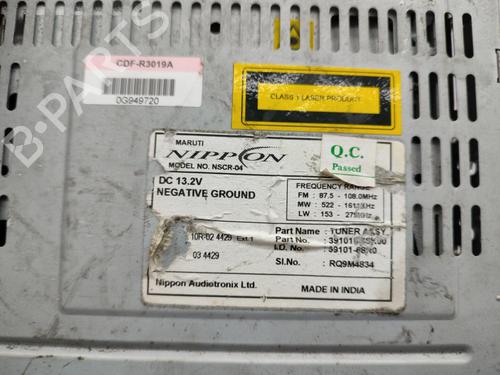 CDF-R3019A
0G949720
CLASS 1 LASER PRODUCT
B-PARTS
MARUTI
NIPPON
MODEL NO. NSCR-04
Q.C.
Passed
DC 13.2V
NEGATIVE GROUND
FREQUENCY RANGE
FM : 87.5 - 108.0MHz
MW : 522 -
LW : 153 -
10R-02 4429
03 4429
Part Name : TUNER ASSY
Part No. :
I.D. No. :
Sl.No. : RQ9M4834
Nippon Audiotronix Ltd.
MADE IN INDIA